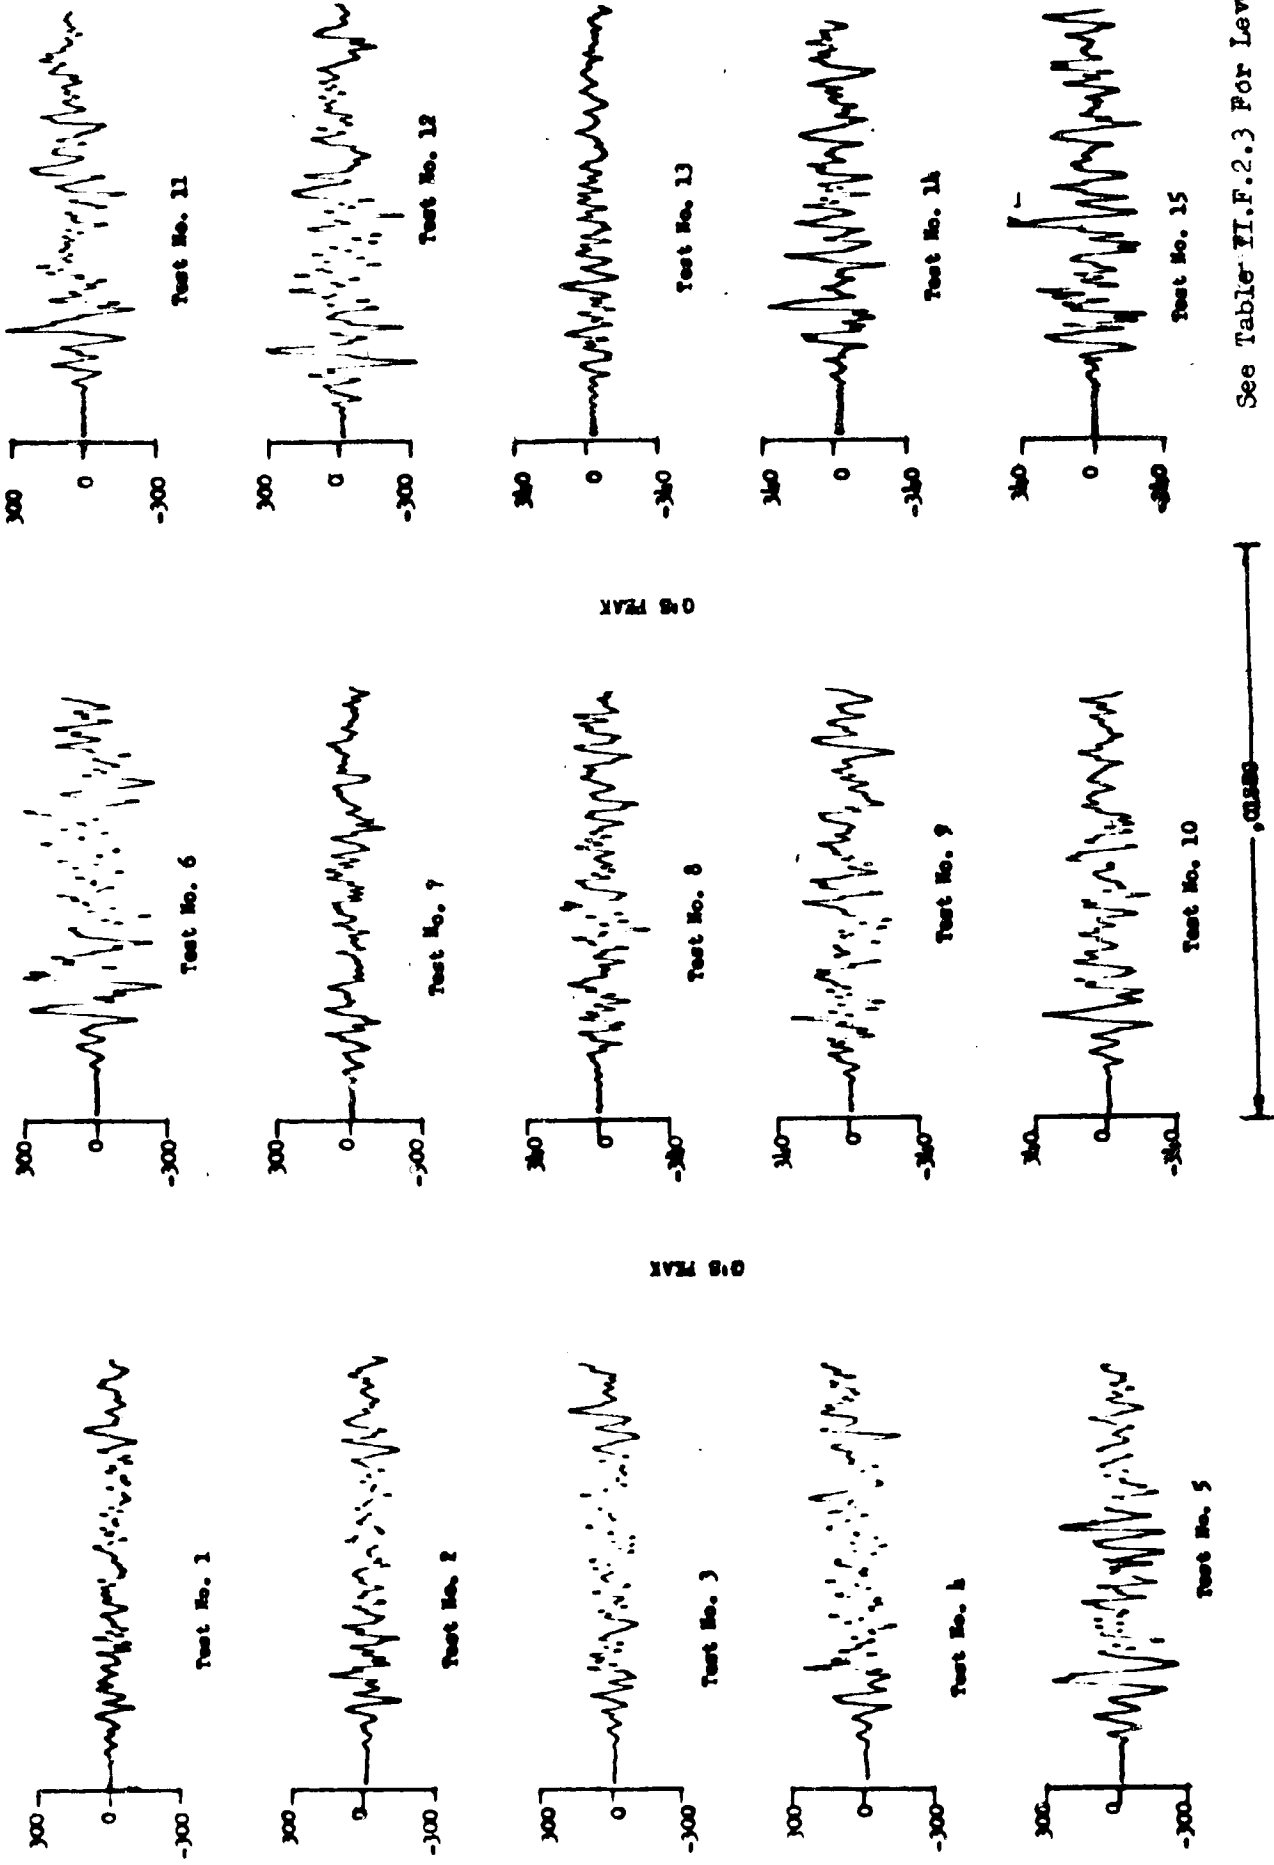 300
0
-300
Test No. 1
300
0
-300
Test No. 2
300
0
-300
Test No. 3
300
0
-300
Test No. 4
300
0
-300
Test No. 5
G'S PEAK
300
0
-300
Test No. 6
300
0
-300
Test No. 7
340
0
-340
Test No. 8
340
0
-340
Test No. 9
340
0
-340
Test No. 10
G'S PEAK
300
0
-300
Test No. 11
300
0
-300
Test No. 12
340
0
-340
Test No. 13
340
0
-340
Test No. 14
340
0
-340
Test No. 15
See Table VI.F.2.3 For Lev